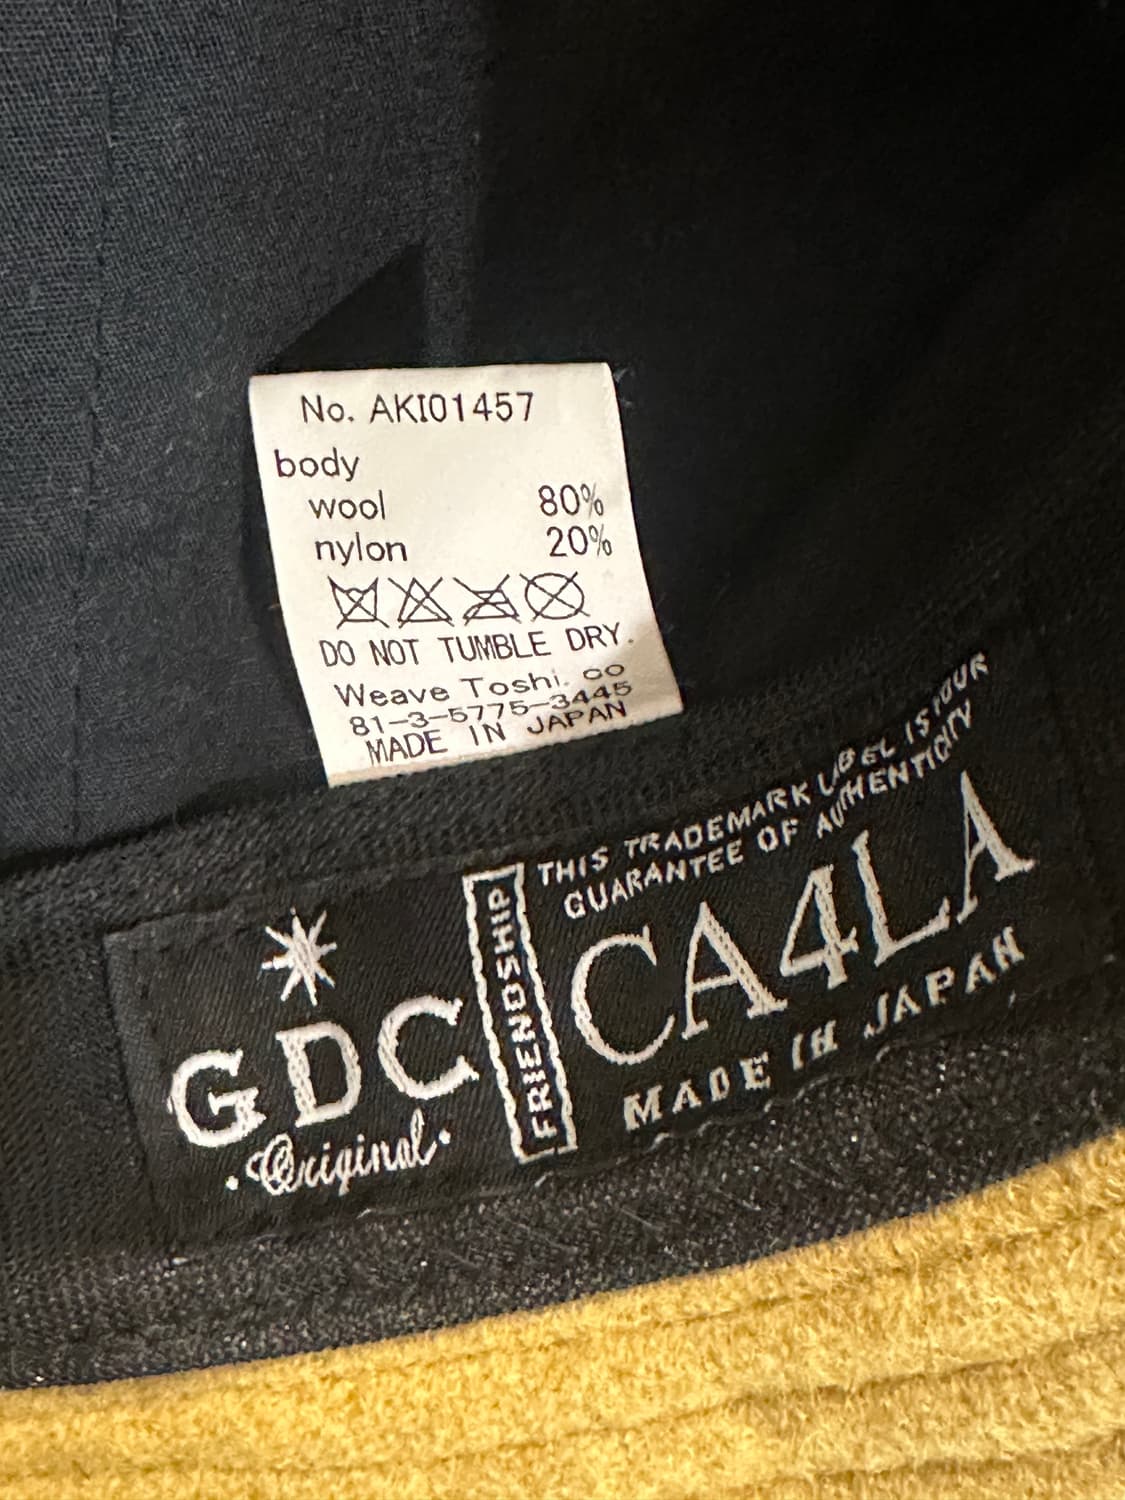 No. AKI01457
body
wool 80%
nylon 20%
DO NOT TUMBLE DRY.
Weave Toshi. co
81-3-5775-3445
MADE IN JAPAN
GDC
Original
FRIENDSHIP
THIS TRADEMARK LABEL IS YOUR
GUARANTEE OF AUTHENTICITY
CA4LA
MADE IN JAPAN